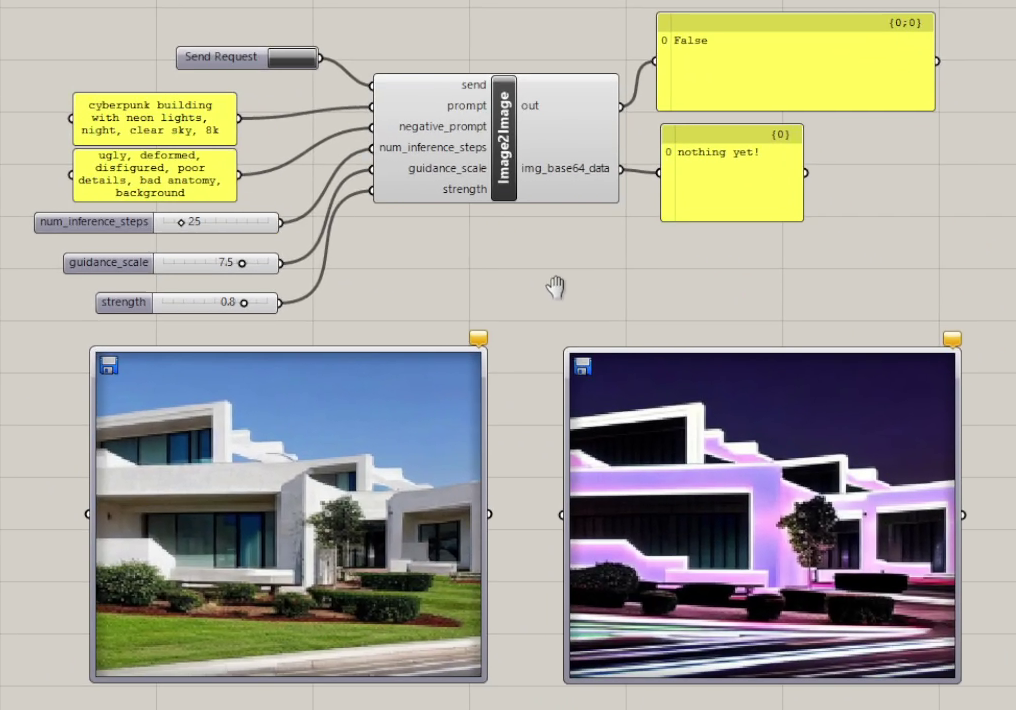 {0;0}
0 False
Send Request
send
cyberpunk building
with neon lights,
night, clear sky, 8k
prompt
out
negative_prompt
num_inference_steps
guidance_scale
img_base64_data
strength
Image2Image
{0}
0 nothing yet!
ugly, deformed,
disfigured, poor
details, bad anatomy,
background
num_inference_steps 25
guidance_scale 7.5
strength 0.8